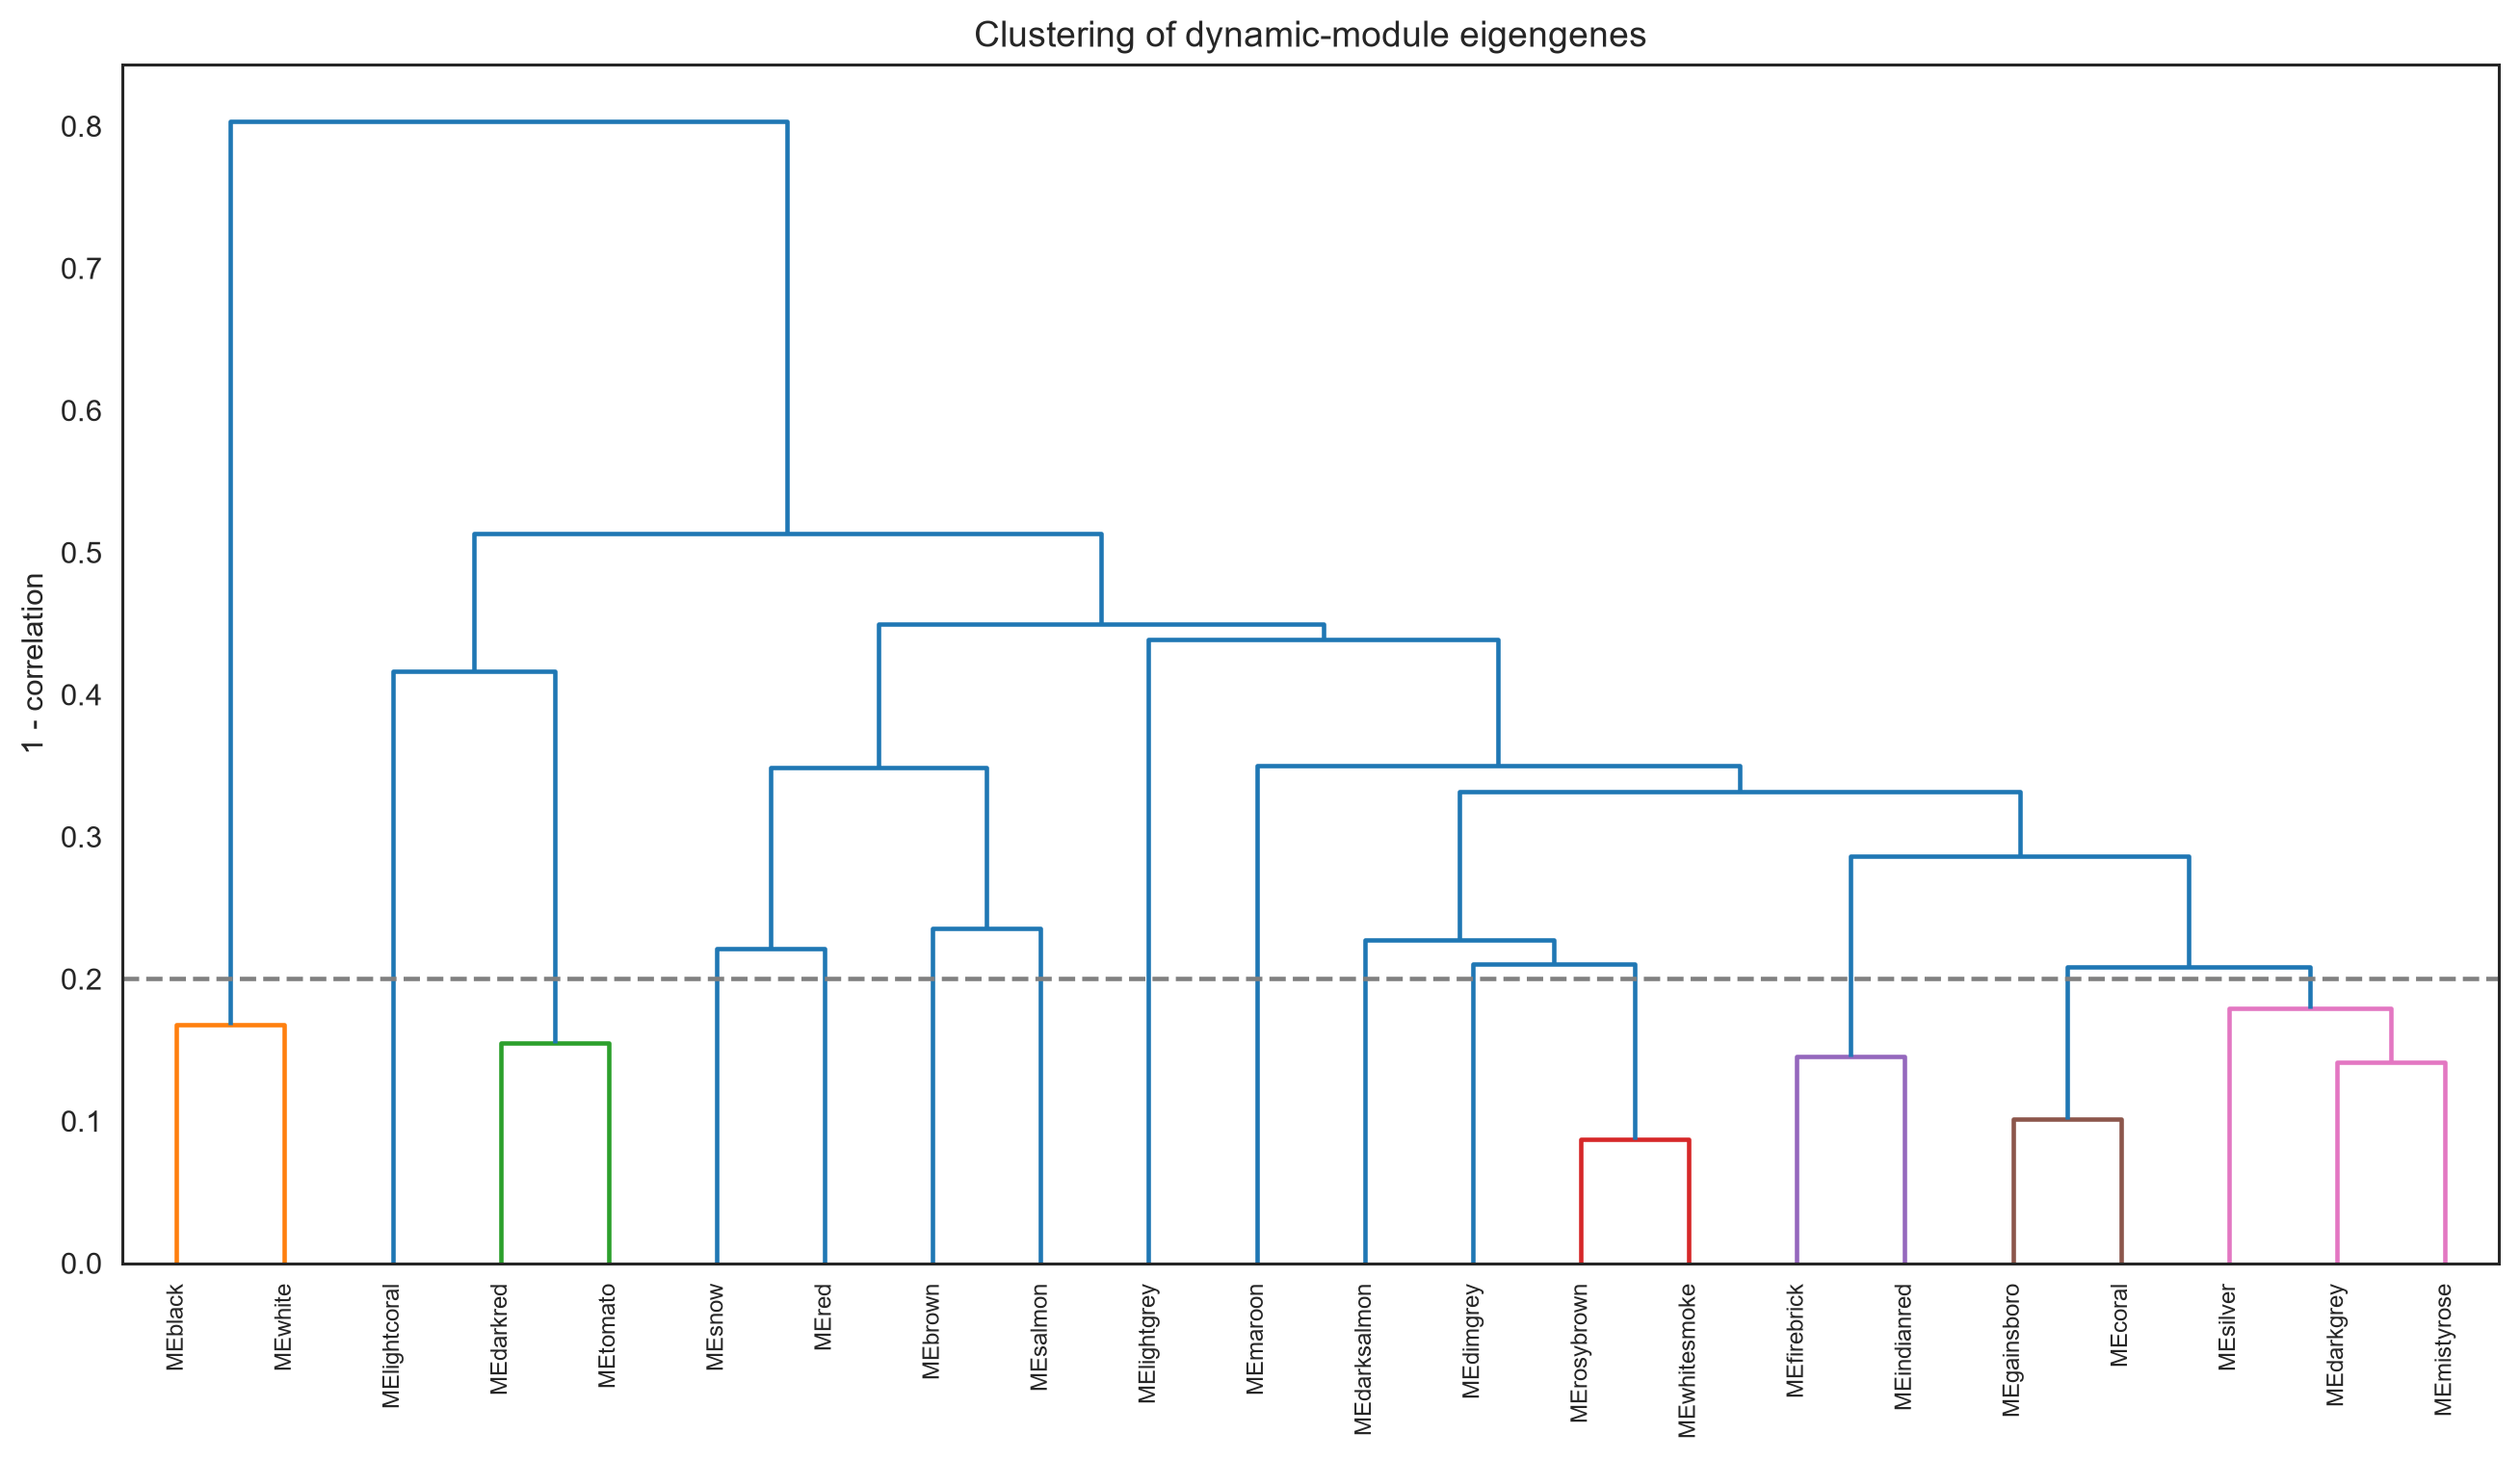 Clustering of dynamic-module eigengenes
1 - correlation
0.8
0.7
0.6
0.5
0.4
0.3
0.2
0.1
0.0
MEblack
MEwhite
MElightcoral
MEdarkred
MEtomato
MEsnow
MEred
MEbrown
MEsalmon
MElightgrey
MEmaroon
MEdarksalmon
MEdimgrey
MErosybrown
MEwhitesmoke
MEfirebrick
MEindianred
MEgainsboro
MEcoral
MEsilver
MEdarkgrey
MEmistyrose